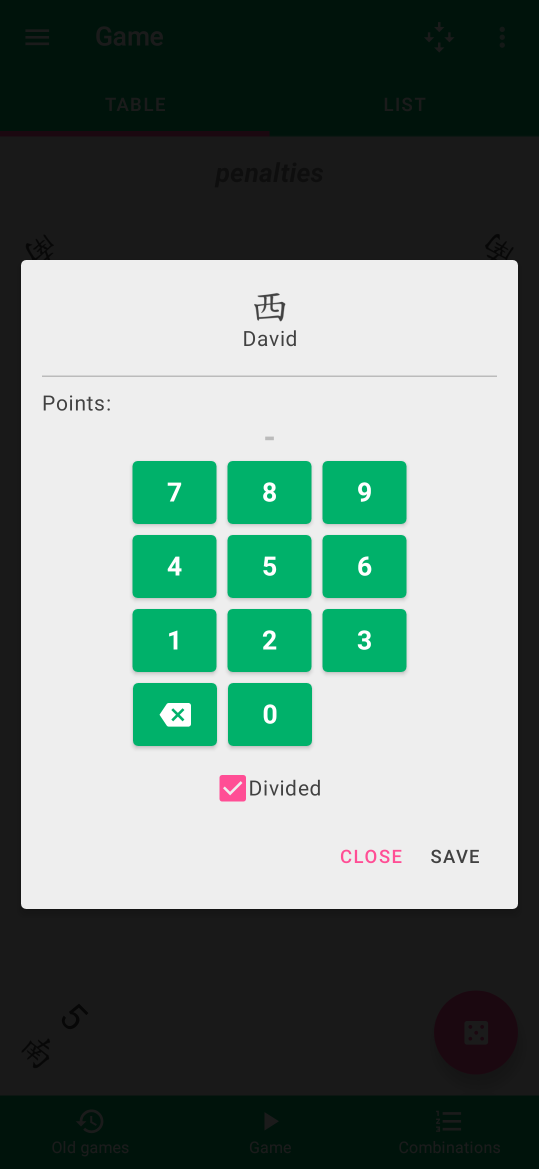 Game
TABLE LIST
penalties
西
David
Points:
-
7 8 9
4 5 6
1 2 3
0
Divided
CLOSE SAVE
5
Old games Game Combinations